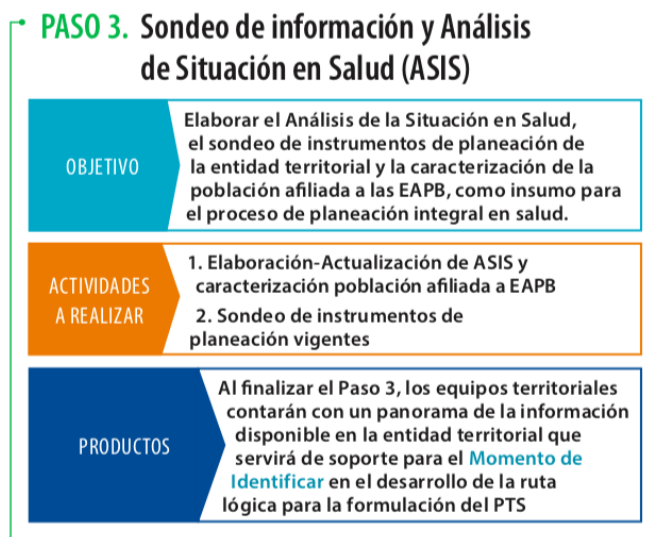 PASO 3. Sondeo de información y Análisis
de Situación en Salud (ASIS)
OBJETIVO
Elaborar el Análisis de la Situación en Salud,
el sondeo de instrumentos de planeación de
la entidad territorial y la caracterización de la
población afiliada a las EAPB, como insumo para
el proceso de planeación integral en salud.
ACTIVIDADES
A REALIZAR
1. Elaboración-Actualización de ASIS y
caracterización población afiliada a EAPB
2. Sondeo de instrumentos de
planeación vigentes
PRODUCTOS
Al finalizar el Paso 3, los equipos territoriales
contarán con un panorama de la información
disponible en la entidad territorial que
servirá de soporte para el Momento de
Identificar en el desarrollo de la ruta
lógica para la formulación del PTS